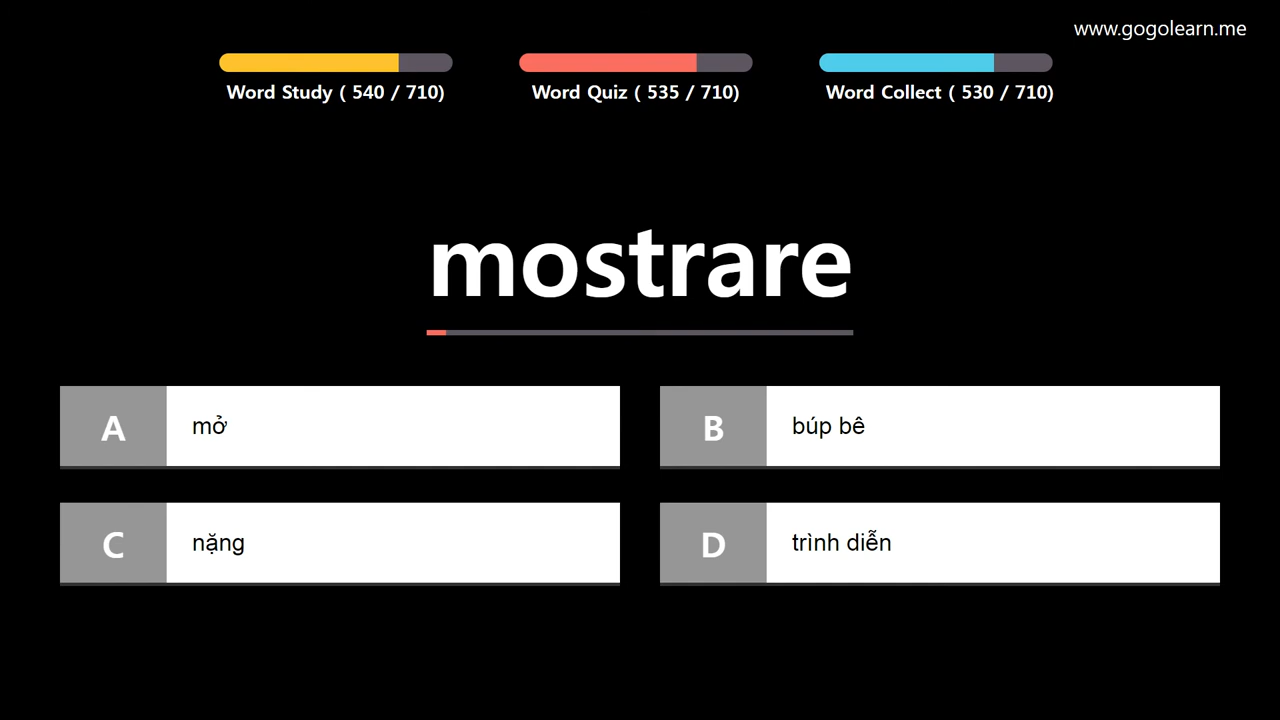 www.gogolearn.me
Word Study ( 540 / 710)
Word Quiz ( 535 / 710)
Word Collect ( 530 / 710)
mostrare
A
mở
B
búp bê
C
nặng
D
trình diễn